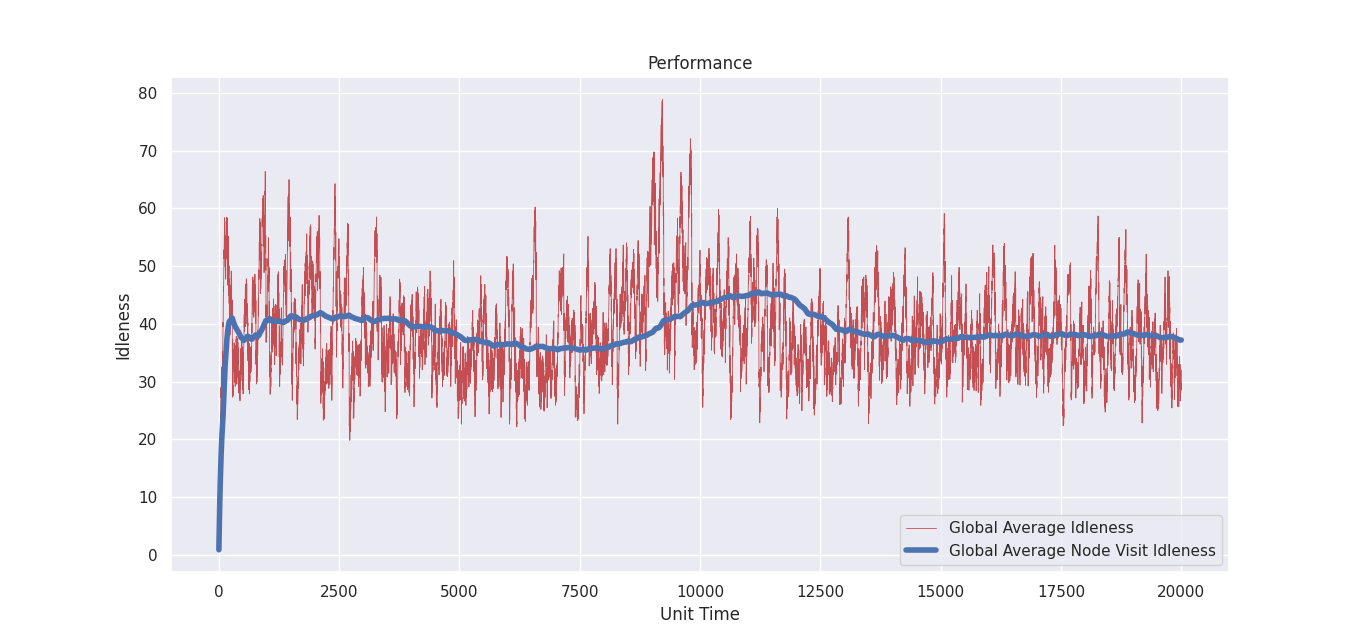 Performance
80
70
60
50
40
30
20
10
0
Idleness
0 2500 5000 7500 10000 12500 15000 17500 20000
Unit Time
Global Average Idleness
Global Average Node Visit Idleness